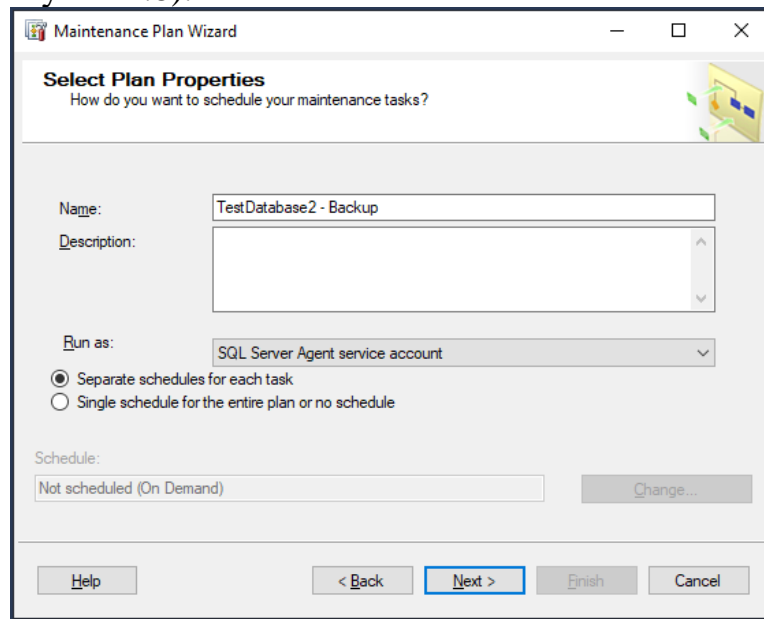 Maintenance Plan Wizard
Select Plan Properties
How do you want to schedule your maintenance tasks?
Name:
TestDatabase2 - Backup
Description:
Run as:
SQL Server Agent service account
Separate schedules for each task
Single schedule for the entire plan or no schedule
Schedule:
Not scheduled (On Demand)
Change...
Help
< Back
Next >
Finish
Cancel